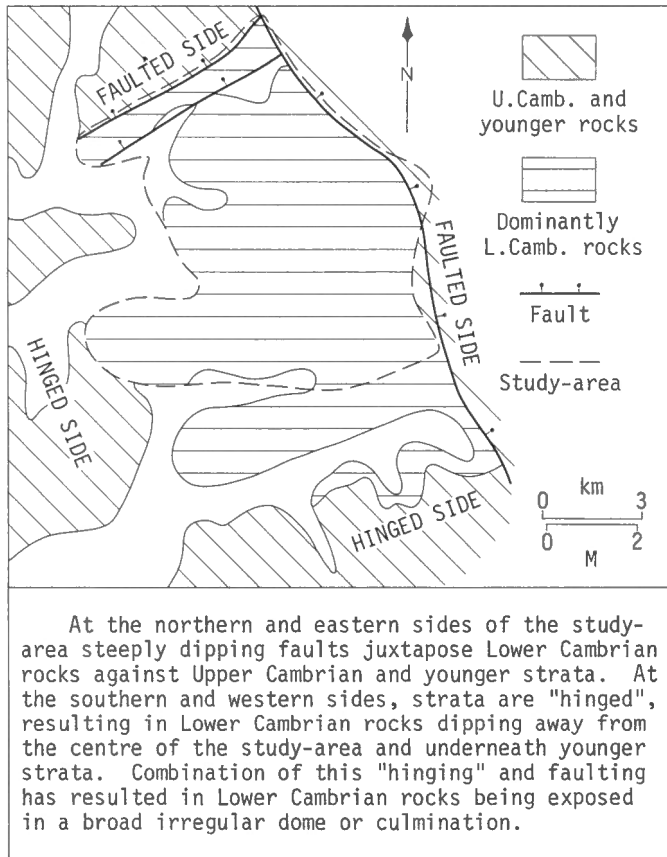 FAULTED SIDE
N
U.Camb. and
younger rocks
Dominantly
L.Camb. rocks
FAULTED SIDE
Fault
Study-area
HINGED SIDE
HINGED SIDE
0 km 3
0 2
M
At the northern and eastern sides of the study-
area steeply dipping faults juxtapose Lower Cambrian
rocks against Upper Cambrian and younger strata. At
the southern and western sides, strata are "hinged",
resulting in Lower Cambrian rocks dipping away from
the centre of the study-area and underneath younger
strata. Combination of this "hinging" and faulting
has resulted in Lower Cambrian rocks being exposed
in a broad irregular dome or culmination.